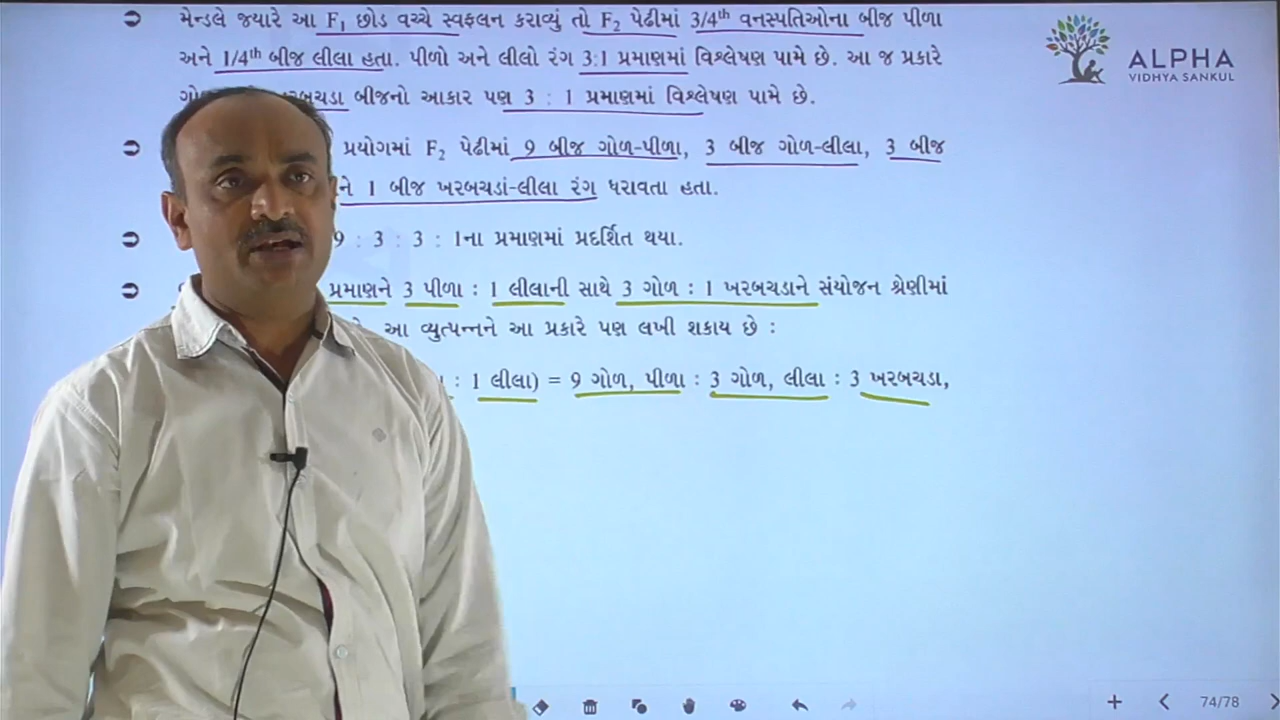 મેન્ડલે જ્યારે આ F₁ છોડ વચ્ચે સ્વફલન કરાવ્યું તો F₂ પેઢીમાં 3/4th વનસ્પતિઓના બીજ પીળા
અને 1/4th બીજ લીલા હતા. પીળો અને લીલો રંગ 3:1 પ્રમાણમાં વિશ્લેષણ પામે છે. આ જ પ્રકારે
બીજનો આકાર પણ 3 : 1 પ્રમાણમાં વિશ્લેષણ પામે છે.
પ્રયોગમાં F₂ પેઢીમાં 9 બીજ ગોળ-પીળા, 3 બીજ ગોળ-લીલા, 3 બીજ
ને 1 બીજ ખરબચડાં-લીલા રંગ ધરાવતા હતા.
9 : 3 : 3 : 1ના પ્રમાણમાં પ્રદર્શિત થયા.
પ્રમાણને 3 પીળા : 1 લીલાની સાથે 3 ગોળ : 1 ખરબચડાને સંયોજન શ્રેણીમાં
આ વ્યુત્પન્નને આ પ્રકારે પણ લખી શકાય છે :
: 1 લીલા) = 9 ગોળ, પીળા : 3 ગોળ, લીલા : 3 ખરબચડા,
ALPHA
VIDHYA SANKUL
74/78